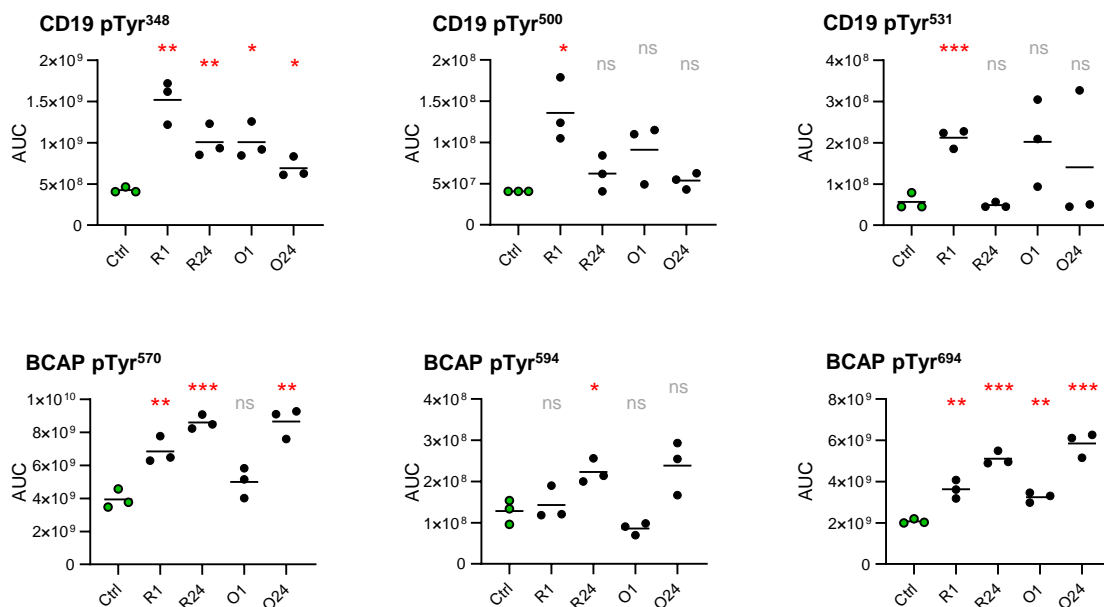 CD19 pTyr³⁴⁸
** ** * *
AUC
2×10⁹
1.5×10⁹
1×10⁹
5×10⁸
0
Ctrl R1 R24 O1 O24
CD19 pTyr⁵⁰⁰
* ns ns ns
AUC
2×10⁸
1.5×10⁸
1×10⁸
5×10⁷
0
Ctrl R1 R24 O1 O24
CD19 pTyr⁵³¹
*** ns ns ns
AUC
4×10⁸
3×10⁸
2×10⁸
1×10⁸
0
Ctrl R1 R24 O1 O24
BCAP pTyr⁵⁷⁰
** *** ns **
AUC
1×10¹⁰
8×10⁹
6×10⁹
4×10⁹
2×10⁹
0
Ctrl R1 R24 O1 O24
BCAP pTyr⁵⁹⁴
ns * ns ns
AUC
4×10⁸
3×10⁸
2×10⁸
1×10⁸
0
Ctrl R1 R24 O1 O24
BCAP pTyr⁶⁹⁴
** *** ** ***
AUC
8×10⁹
6×10⁹
4×10⁹
2×10⁹
0
Ctrl R1 R24 O1 O24